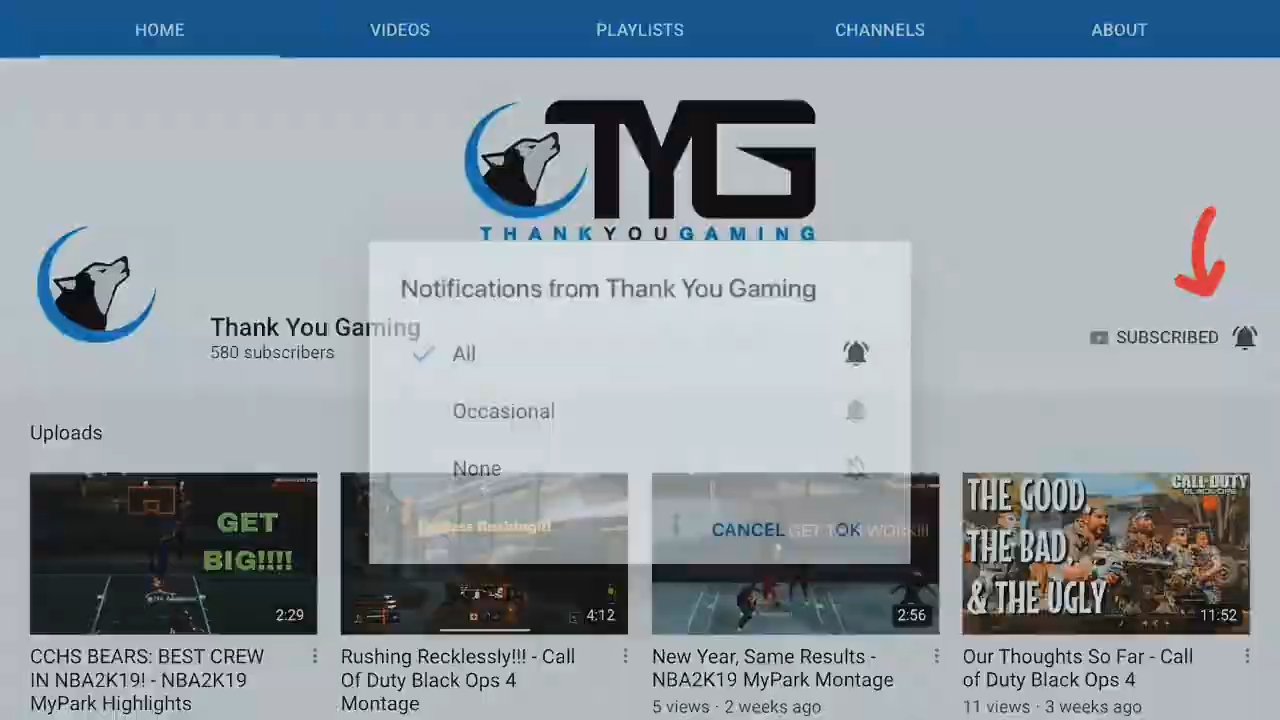 HOME VIDEOS PLAYLISTS CHANNELS ABOUT
TYG
THANKYOUGAMING
Notifications from Thank You Gaming
Thank You Gaming
580 subscribers
All
SUBSCRIBED
Occasional
None
Uploads
GET
BIG!!!!
2:29
4:12
CANCEL OK
GET WORK!!!
2:56
CALL OF DUTY
THE GOOD,
THE BAD,
& THE UGLY
11:52
CCHS BEARS: BEST CREW
IN NBA2K19! - NBA2K19
MyPark Highlights
Rushing Recklessly!!! - Call
Of Duty Black Ops 4
Montage
New Year, Same Results -
NBA2K19 MyPark Montage
5 views · 2 weeks ago
Our Thoughts So Far - Call
of Duty Black Ops 4
11 views · 3 weeks ago